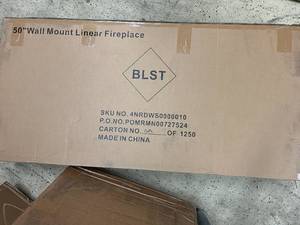 50"Wall Mount Linear Fireplace
BLST
SKU NO. 4NRDWS0000010
P.O.NO.POMRMN00727524
CARTON NO. OF 1250
MADE IN CHINA